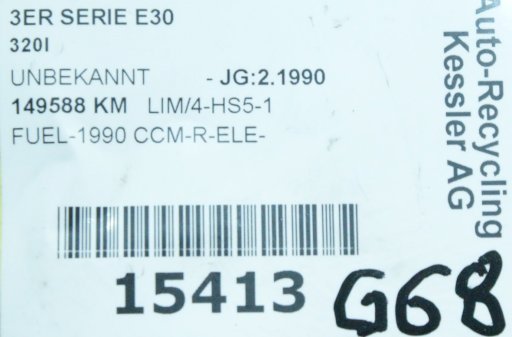 3ER SERIE E30
320I
UNBEKANNT - JG:2.1990
149588 KM LIM/4-HS5-1
FUEL-1990 CCM-R-ELE-
15413
G68
Auto-Recycling
Kessler AG